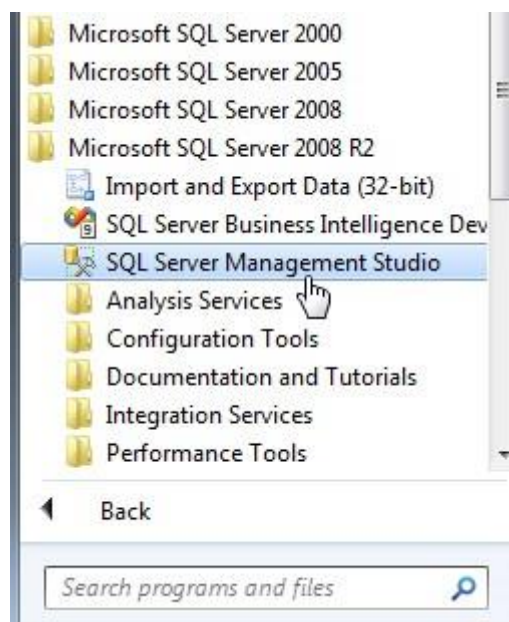 Microsoft SQL Server 2000
Microsoft SQL Server 2005
Microsoft SQL Server 2008
Microsoft SQL Server 2008 R2
Import and Export Data (32-bit)
SQL Server Business Intelligence Dev
SQL Server Management Studio
Analysis Services
Configuration Tools
Documentation and Tutorials
Integration Services
Performance Tools
Back
Search programs and files